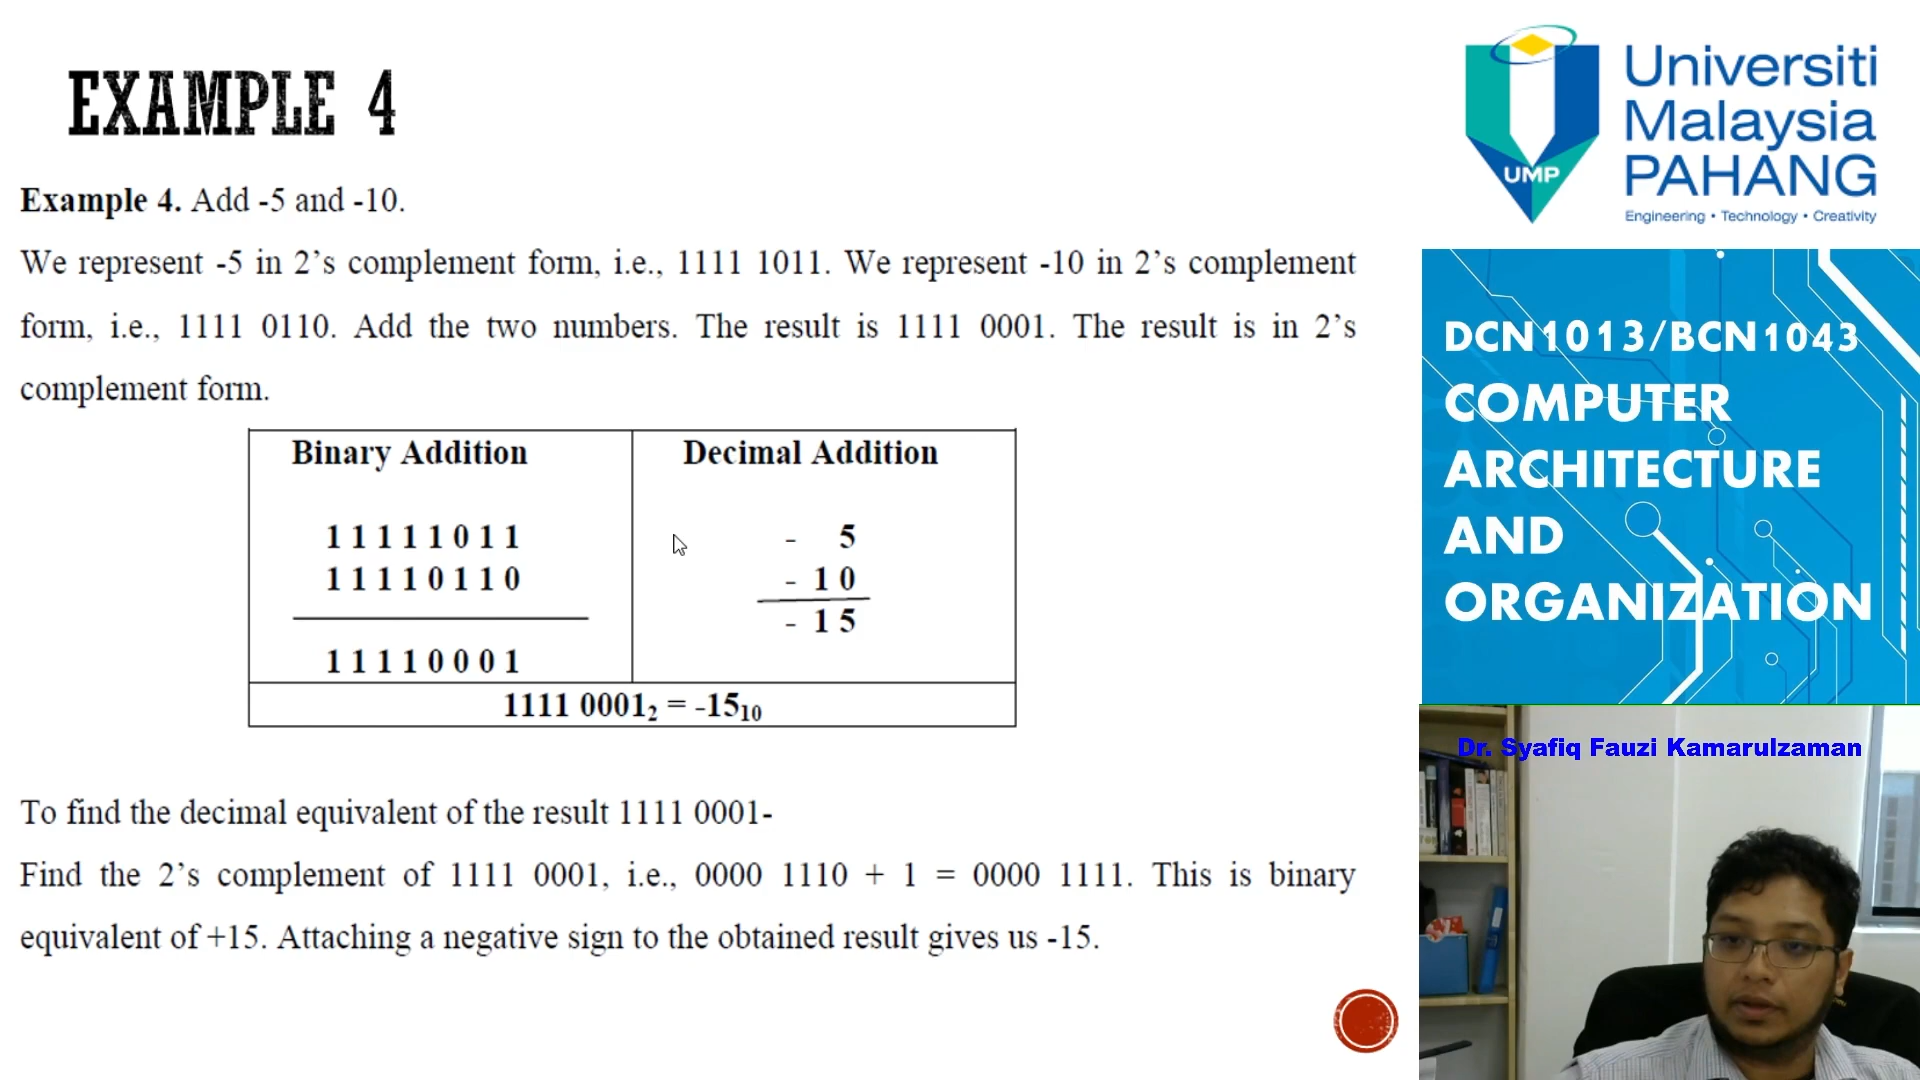 EXAMPLE 4
Example 4. Add -5 and -10.
We represent -5 in 2’s complement form, i.e., 1111 1011. We represent -10 in 2’s complement
form, i.e., 1111 0110. Add the two numbers. The result is 1111 0001. The result is in 2’s
complement form.
Binary Addition
1 1 1 1 1 0 1 1
1 1 1 1 0 1 1 0
1 1 1 1 0 0 0 1
Decimal Addition
- 5
- 1 0
- 1 5
1111 0001₂ = -15₁₀
To find the decimal equivalent of the result 1111 0001-
Find the 2’s complement of 1111 0001, i.e., 0000 1110 + 1 = 0000 1111. This is binary
equivalent of +15. Attaching a negative sign to the obtained result gives us -15.
UMP
Universiti
Malaysia
PAHANG
Engineering • Technology • Creativity
DCN1013/BCN1043
COMPUTER
ARCHITECTURE
AND
ORGANIZATION
Dr. Syafiq Fauzi Kamarulzaman